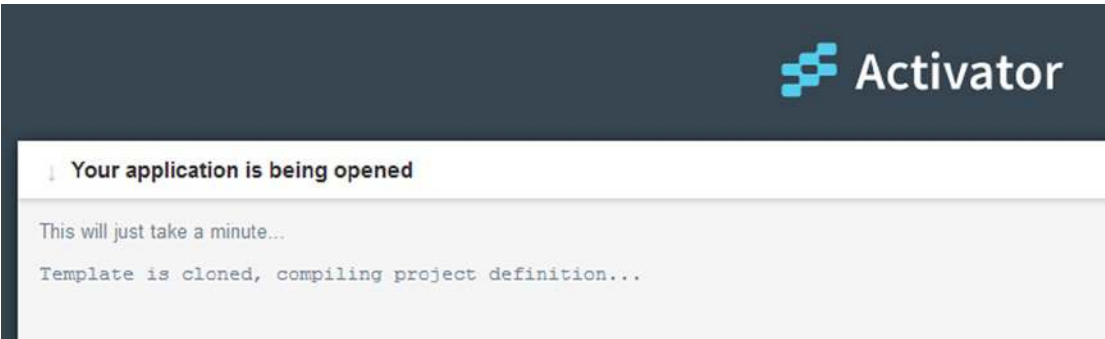 Activator
Your application is being opened
This will just take a minute...
Template is cloned, compiling project definition...